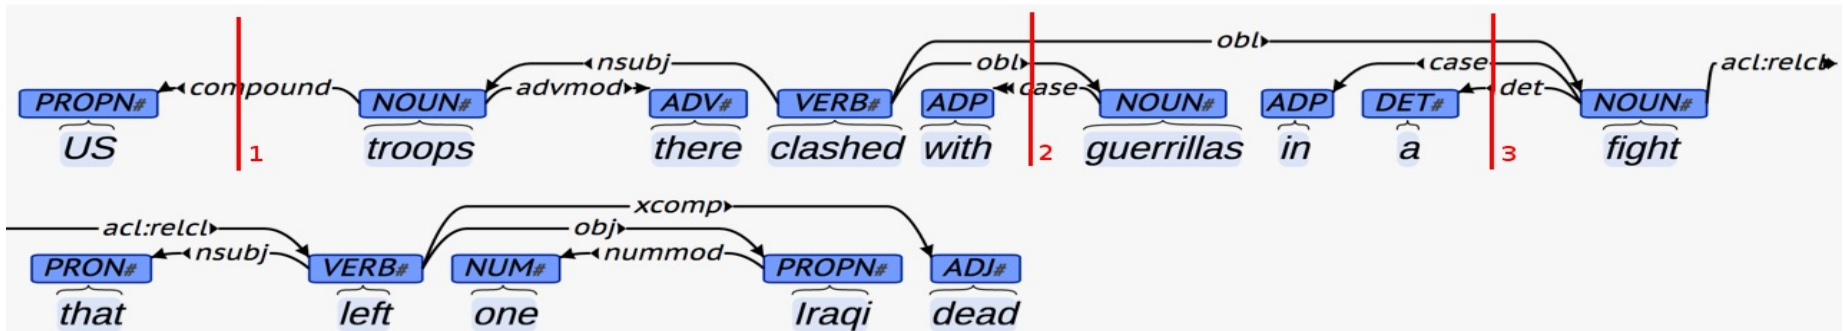 obl
nsubj obl case acl:relcl
compound advmod case det
PROPN# NOUN# ADV# VERB# ADP NOUN# ADP DET# NOUN#
US 1 troops there clashed with 2 guerrillas in a 3 fight
xcomp
acl:relcl obj
nsubj nummod
PRON# VERB# NUM# PROPN# ADJ#
that left one Iraqi dead